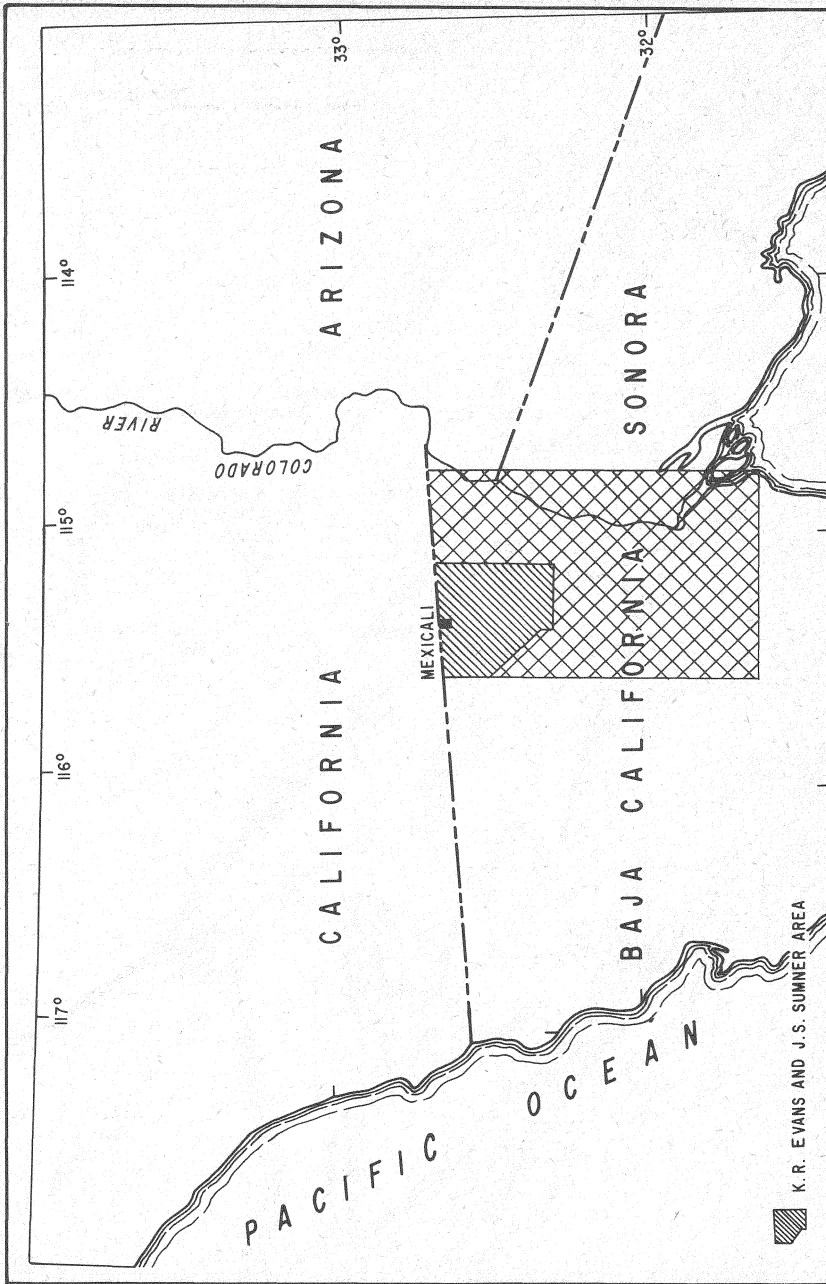 117°
116°
115°
114°
33°
32°
CALIFORNIA
ARIZONA
COLORADO
RIVER
MEXICALI
BAJA CALIFORNIA
SONORA
PACIFIC OCEAN
K.R. EVANS AND J.S. SUMNER AREA